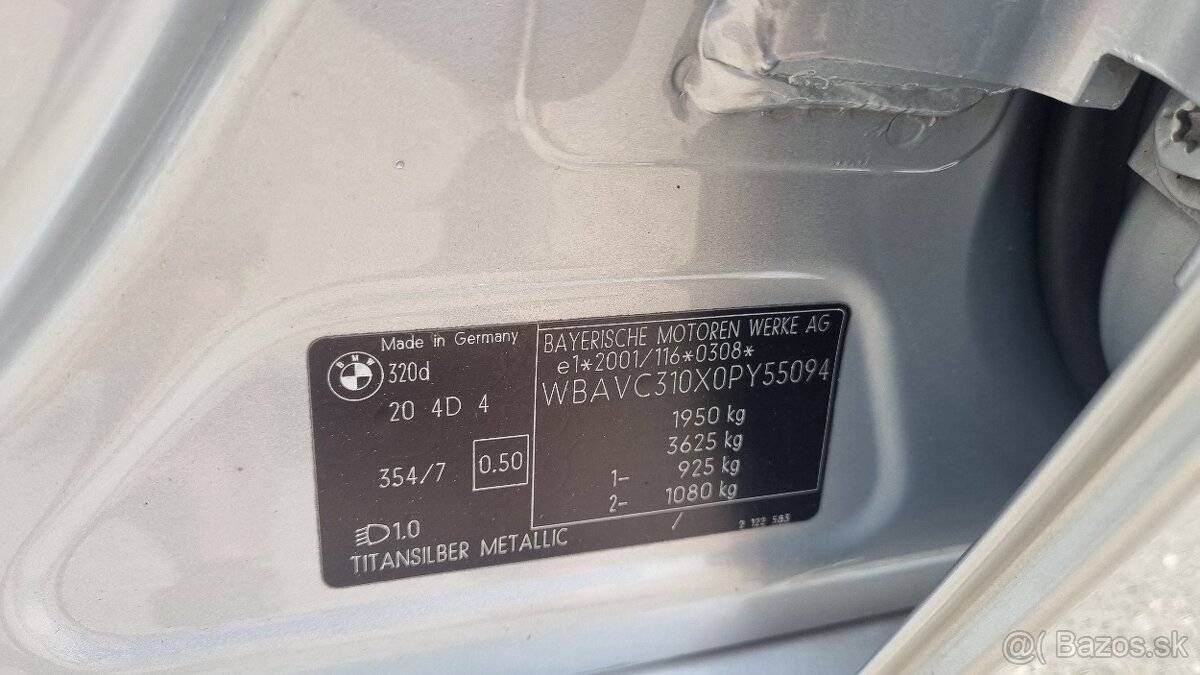 Made in Germany
BMW
320d
20 4D 4
354/7
0.50
1.0
TITANSILBER METALLIC
BAYERISCHE MOTOREN WERKE AG
e1*2001/116*0308*
WBAVC310X0PY55094
1950 kg
3625 kg
1- 925 kg
2- 1080 kg
/
2 122 583
@( Bazos.sk